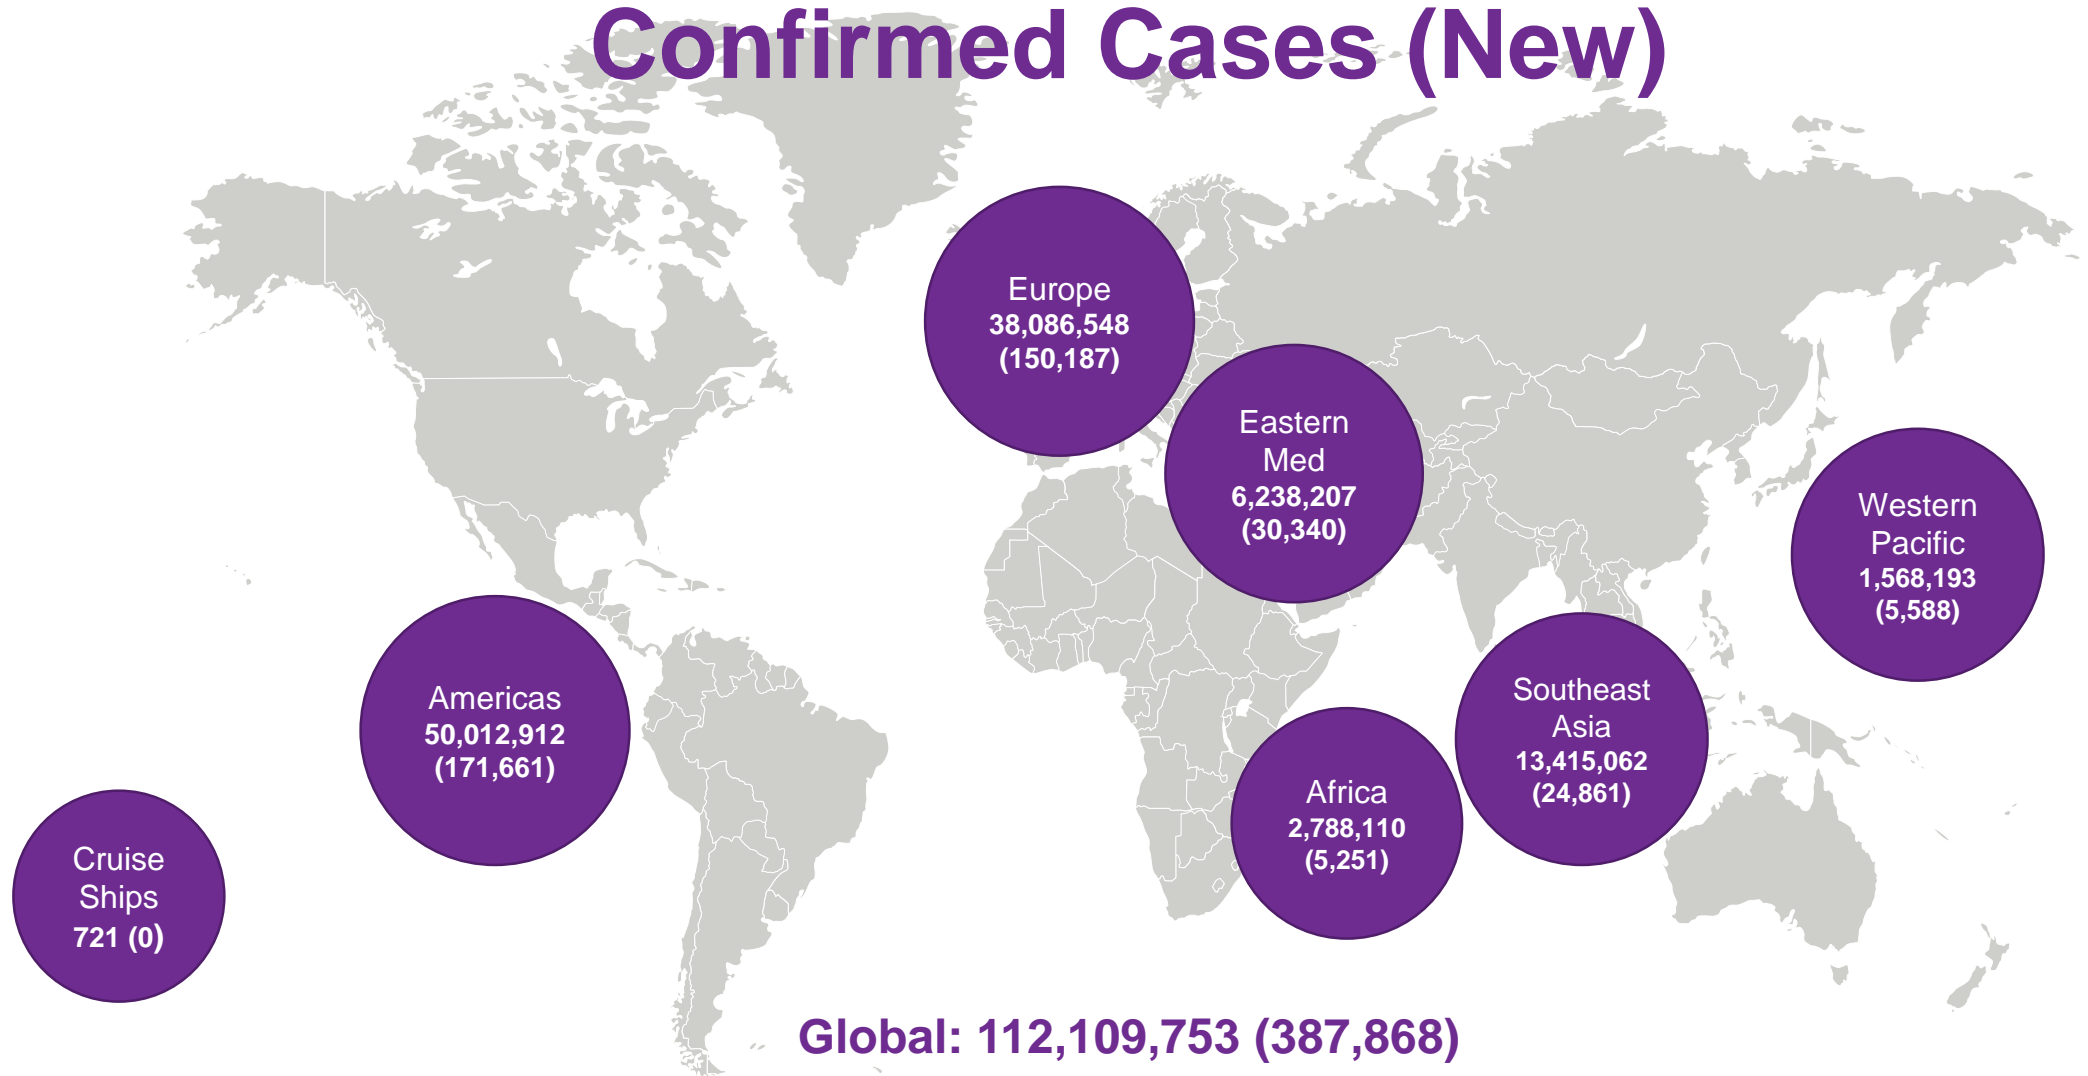 Confirmed Cases (New)
Europe
38,086,548
(150,187)
Eastern
Med
6,238,207
(30,340)
Western
Pacific
1,568,193
(5,588)
Americas
50,012,912
(171,661)
Southeast
Asia
13,415,062
(24,861)
Africa
2,788,110
(5,251)
Cruise
Ships
721 (0)
Global: 112,109,753 (387,868)